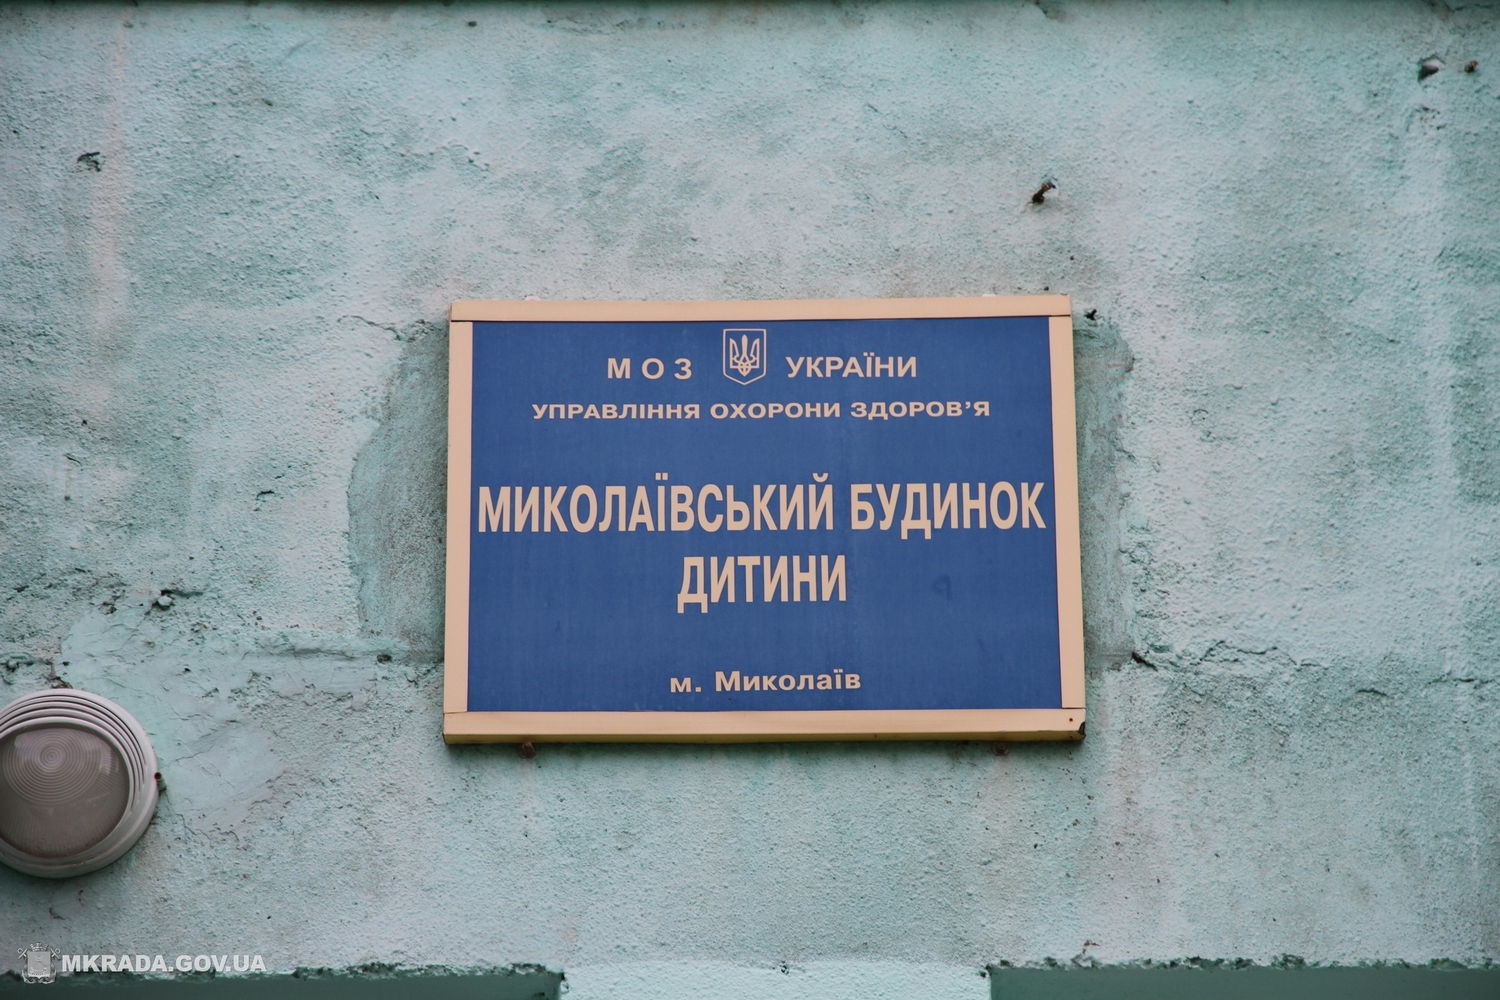 МОЗ УКРАЇНИ
УПРАВЛІННЯ ОХОРОНИ ЗДОРОВ'Я
МИКОЛАЇВСЬКИЙ БУДИНОК
ДИТИНИ
м. Миколаїв
MKRADA.GOV.UA